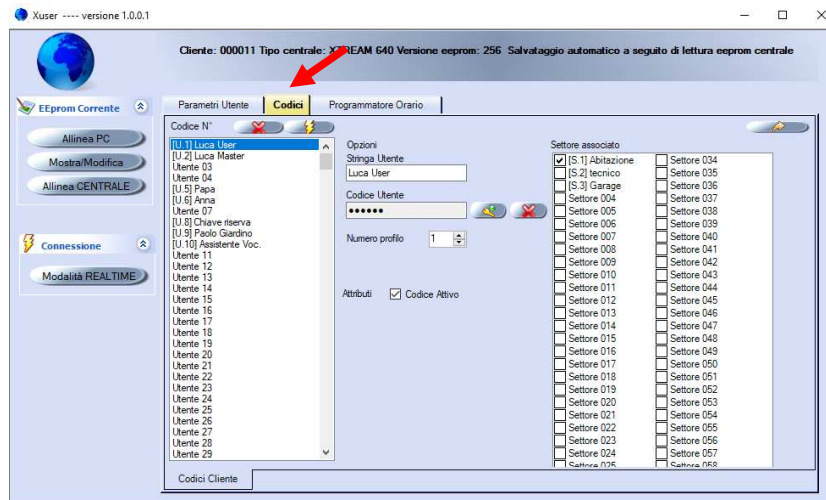 Xuser ---- versione 1.0.0.1
Cliente: 000011 Tipo centrale: XTREAM 640 Versione eeprom: 256 Salvataggio automatico a seguito di lettura eeprom centrale
EEprom Corrente
Allinea PC
Mostra/Modifica
Allinea CENTRALE
Connessione
Modalità REALTIME
Parametri Utente
Codici
Programmatore Orario
Codice N°
[U.1] Luca User
[U.2] Luca Master
Utente 03
Utente 04
[U.5] Papa
[U.6] Anna
Utente 07
[U.8] Chiave riserva
[U.9] Paolo Giardino
[U.10] Assistente Voc.
Utente 11
Utente 12
Utente 13
Utente 14
Utente 15
Utente 16
Utente 17
Utente 18
Utente 19
Utente 20
Utente 21
Utente 22
Utente 23
Utente 24
Utente 25
Utente 26
Utente 27
Utente 28
Utente 29
Opzioni
Stringa Utente
Luca User
Codice Utente
••••••
Numero profilo 1
Attributi Codice Attivo
Settore associato
[S.1] Abitazione
[S.2] tecnico
[S.3] Garage
Settore 004
Settore 005
Settore 006
Settore 007
Settore 008
Settore 009
Settore 010
Settore 011
Settore 012
Settore 013
Settore 014
Settore 015
Settore 016
Settore 017
Settore 018
Settore 019
Settore 020
Settore 021
Settore 022
Settore 023
Settore 024
Settore 025
Settore 034
Settore 035
Settore 036
Settore 037
Settore 038
Settore 039
Settore 040
Settore 041
Settore 042
Settore 043
Settore 044
Settore 045
Settore 046
Settore 047
Settore 048
Settore 049
Settore 050
Settore 051
Settore 052
Settore 053
Settore 054
Settore 055
Settore 056
Settore 057
Settore 058
Codici Cliente